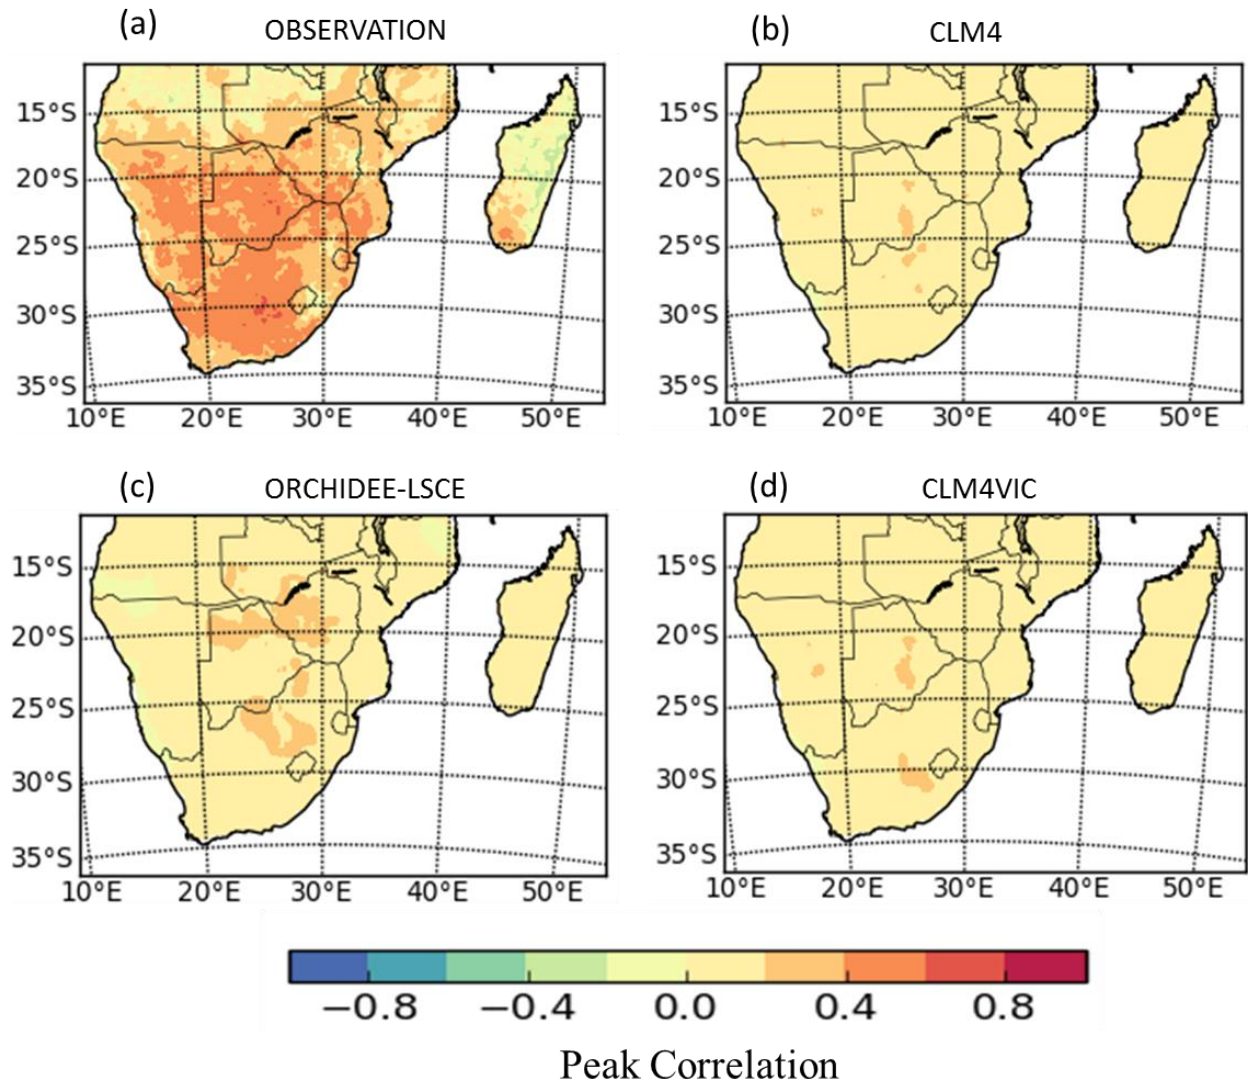 (a) OBSERVATION
(b) CLM4
15°S
20°S
25°S
30°S
35°S
10°E 20°E 30°E 40°E 50°E
15°S
20°S
25°S
30°S
35°S
10°E 20°E 30°E 40°E 50°E
(c) ORCHIDEE-LSCE
(d) CLM4VIC
15°S
20°S
25°S
30°S
35°S
10°E 20°E 30°E 40°E 50°E
15°S
20°S
25°S
30°S
35°S
10°E 20°E 30°E 40°E 50°E
−0.8 −0.4 0.0 0.4 0.8
Peak Correlation